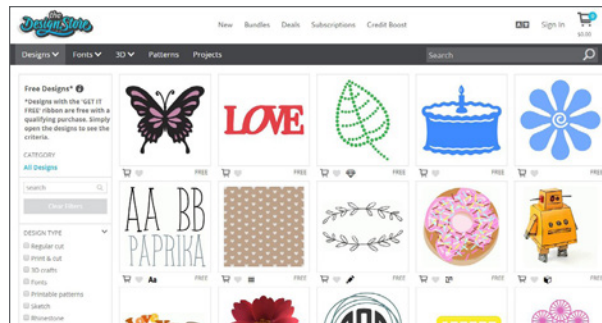 the
Design Store
New Bundles Deals Subscriptions Credit Boost
Sign In
$0.00
Designs Fonts 3D Patterns Projects
Search
Free Designs*
*Designs with the 'GET IT
FREE' ribbon are free with a
qualifying purchase. Simply
open the designs to see the
criteria.
CATEGORY
All Designs
search
Clear Filters
DESIGN TYPE
Regular cut
Print & cut
3D crafts
Fonts
Printable patterns
Sketch
Rhinestone
LOVE
FREE FREE FREE FREE FREE
AA BB
PAPRIKA
Aa
FREE FREE FREE FREE FREE